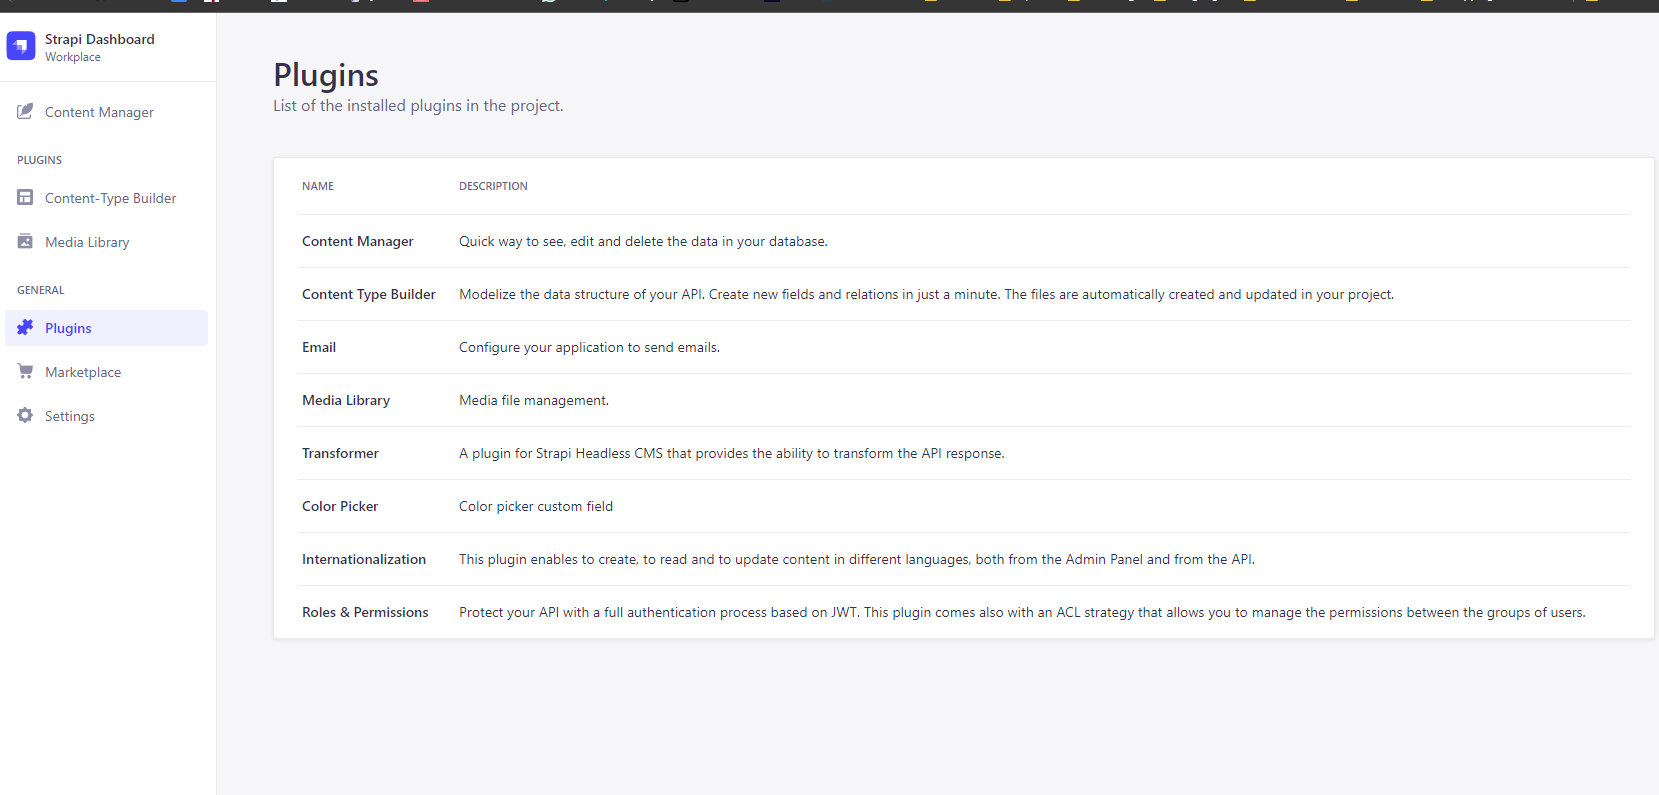 Strapi Dashboard
Workplace
Content Manager
PLUGINS
Content-Type Builder
Media Library
GENERAL
Plugins
Marketplace
Settings
Plugins
List of the installed plugins in the project.
NAME DESCRIPTION
Content Manager Quick way to see, edit and delete the data in your database.
Content Type Builder Modelize the data structure of your API. Create new fields and relations in just a minute. The files are automatically created and updated in your project.
Email Configure your application to send emails.
Media Library Media file management.
Transformer A plugin for Strapi Headless CMS that provides the ability to transform the API response.
Color Picker Color picker custom field
Internationalization This plugin enables to create, to read and to update content in different languages, both from the Admin Panel and from the API.
Roles & Permissions Protect your API with a full authentication process based on JWT. This plugin comes also with an ACL strategy that allows you to manage the permissions between the groups of users.